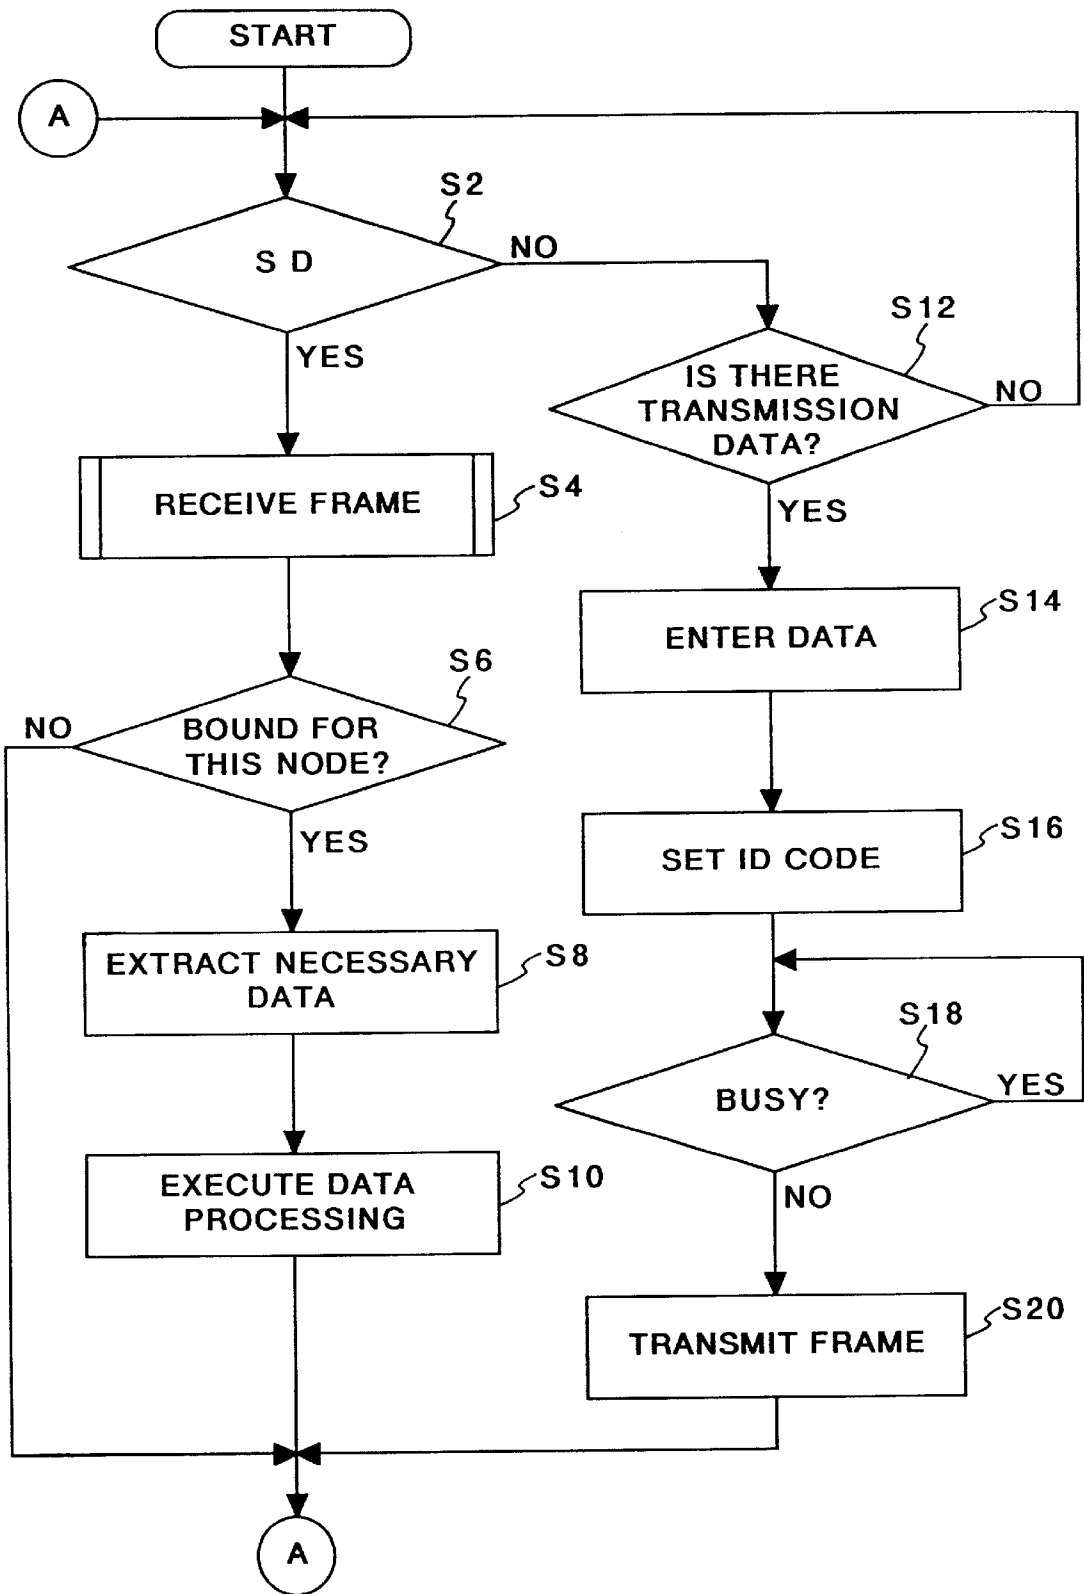 START
A
S2
S D
NO
YES
S12
IS THERE
TRANSMISSION
DATA?
NO
YES
RECEIVE FRAME
S4
S14
ENTER DATA
S6
NO
BOUND FOR
THIS NODE?
YES
S16
SET ID CODE
EXTRACT NECESSARY
DATA
S8
S18
BUSY?
YES
NO
EXECUTE DATA
PROCESSING
S10
S20
TRANSMIT FRAME
A